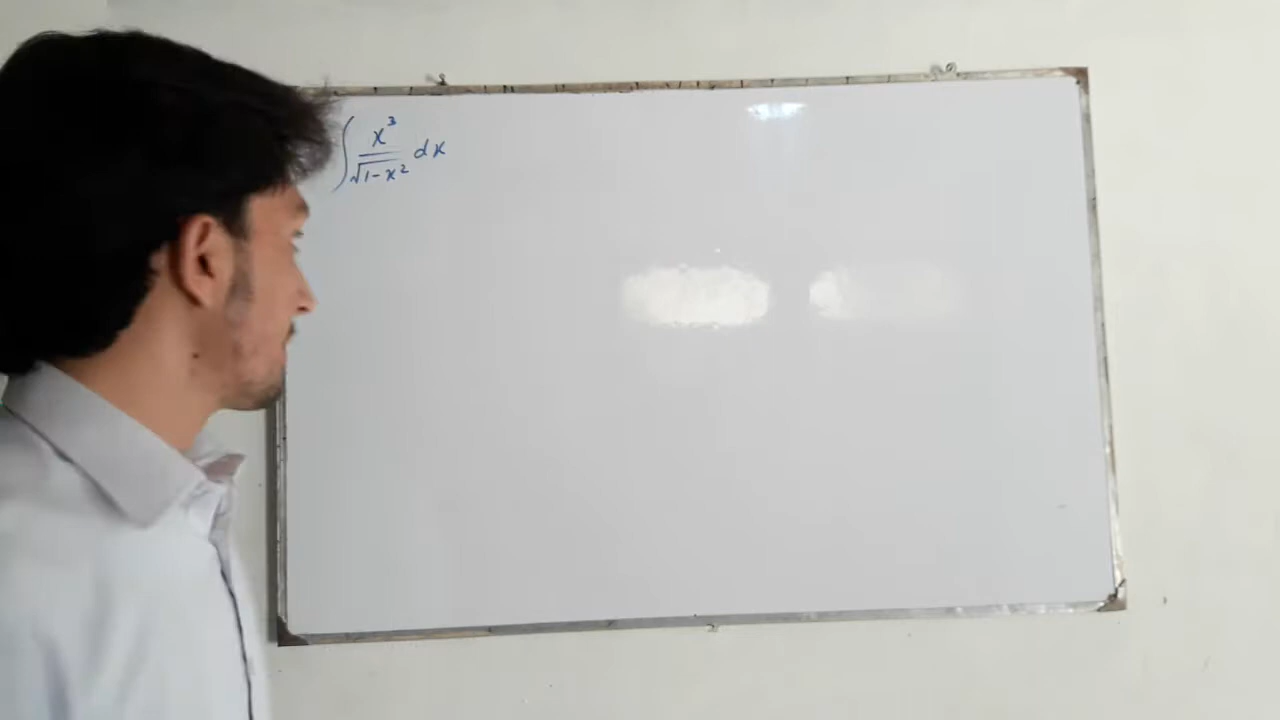 ∫ x³/√(1-x²) dx